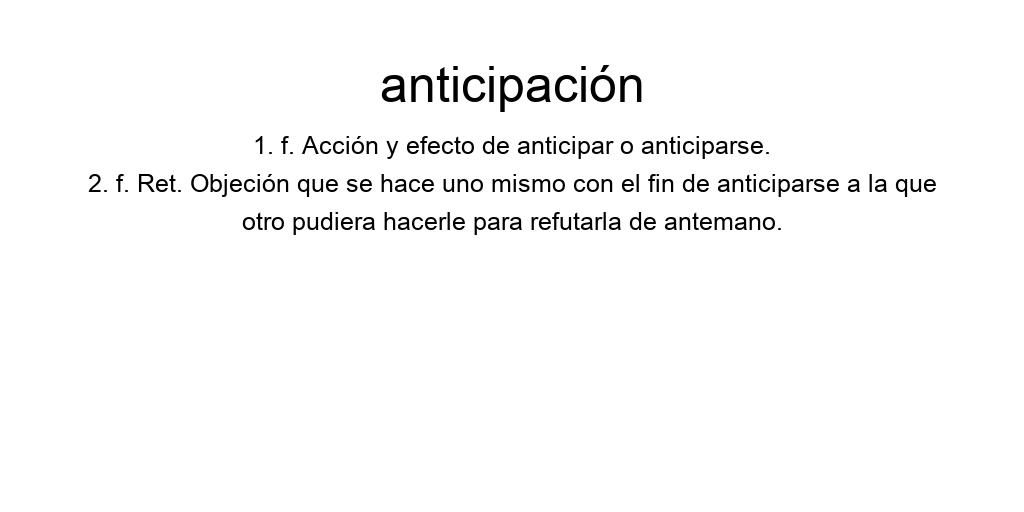 anticipación
1. f. Acción y efecto de anticipar o anticiparse.
2. f. Ret. Objeción que se hace uno mismo con el fin de anticiparse a la que
otro pudiera hacerle para refutarla de antemano.